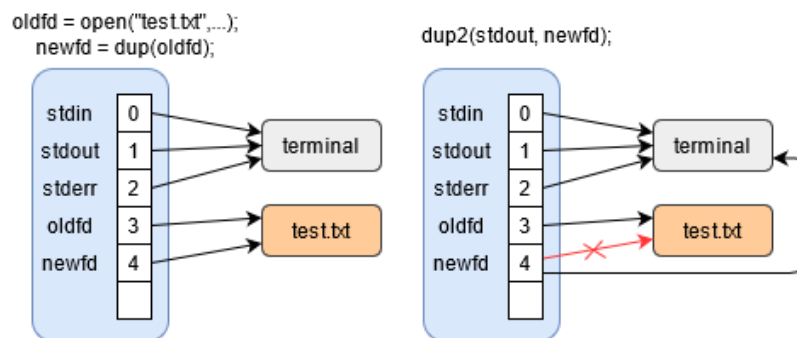 oldfd = open("test.txt",...);
newfd = dup(oldfd);
stdin 0
stdout 1
stderr 2
oldfd 3
newfd 4
terminal
test.txt
dup2(stdout, newfd);
stdin 0
stdout 1
stderr 2
oldfd 3
newfd 4
terminal
test.txt